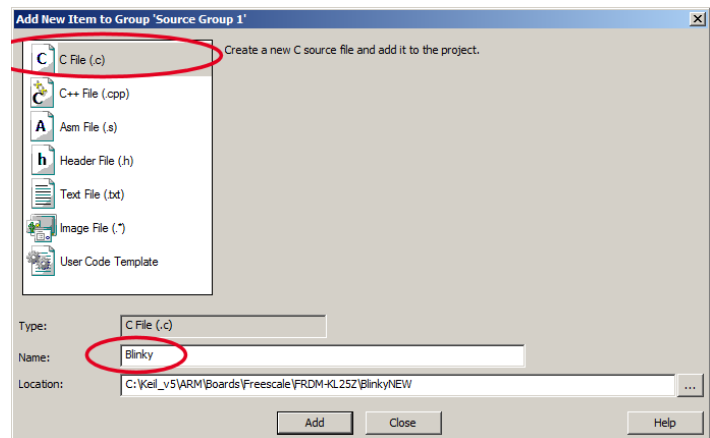 Add New Item to Group 'Source Group 1'
C File (.c)
Create a new C source file and add it to the project.
C++ File (.cpp)
Asm File (.s)
Header File (.h)
Text File (.txt)
Image File (.*)
User Code Template
Type:
C File (.c)
Name:
Blinky
Location:
C:\Keil_v5\ARM\Boards\Freescale\FRDM-KL25Z\BlinkyNEW
...
Add
Close
Help